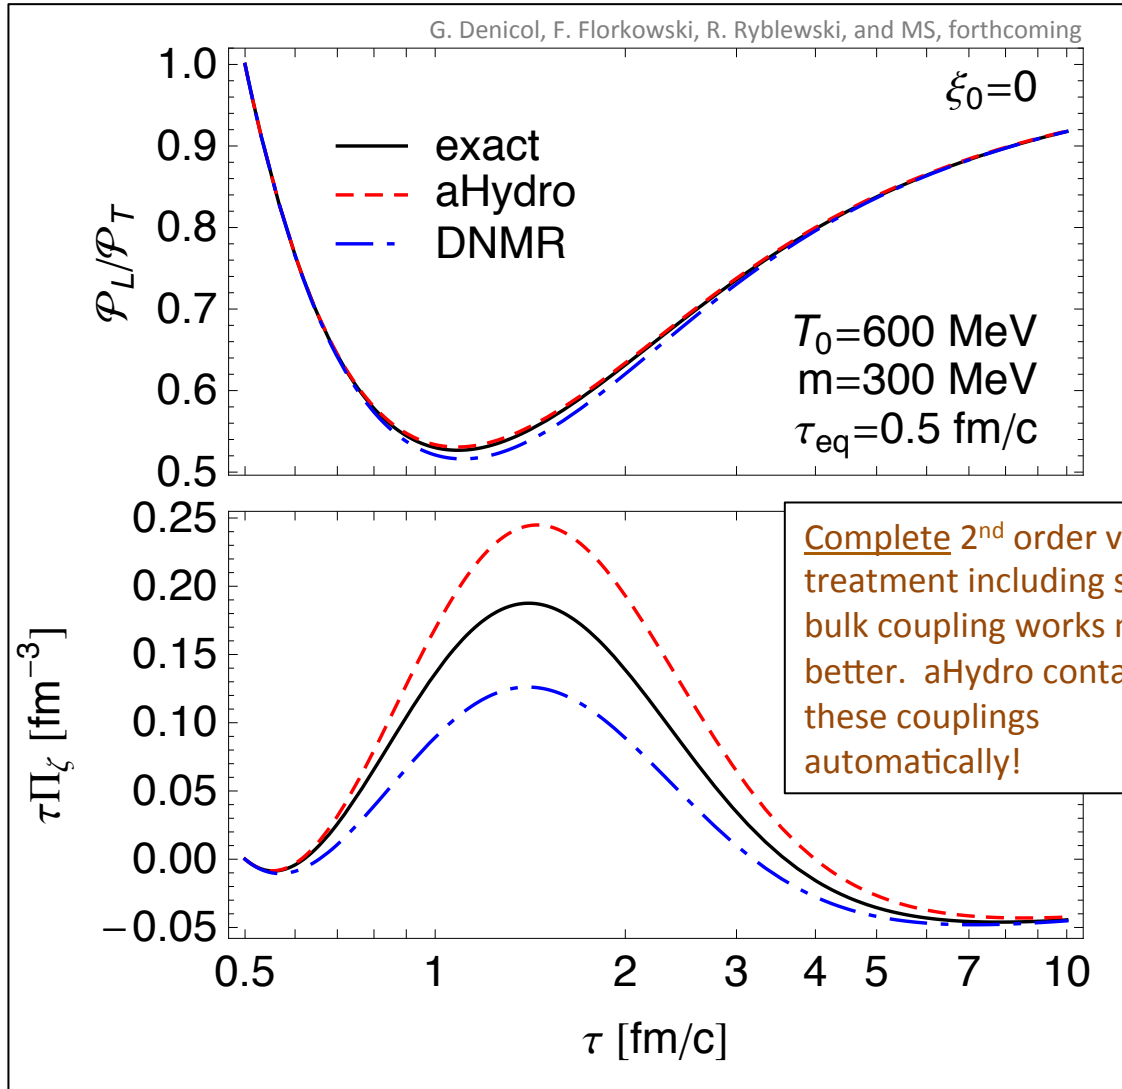 G. Denicol, F. Florkowski, R. Ryblewski, and MS, forthcoming
1.0
0.9
0.8
0.7
0.6
0.5
𝒫L/𝒫T
ξ0=0
exact
aHydro
DNMR
T0=600 MeV
m=300 MeV
τeq=0.5 fm/c
0.25
0.20
0.15
0.10
0.05
0.00
−0.05
τΠζ [fm⁻³]
Complete 2nd order v
treatment including s
bulk coupling works
better. aHydro conta
these couplings
automatically!
0.5 1 2 3 4 5 7 10
τ [fm/c]